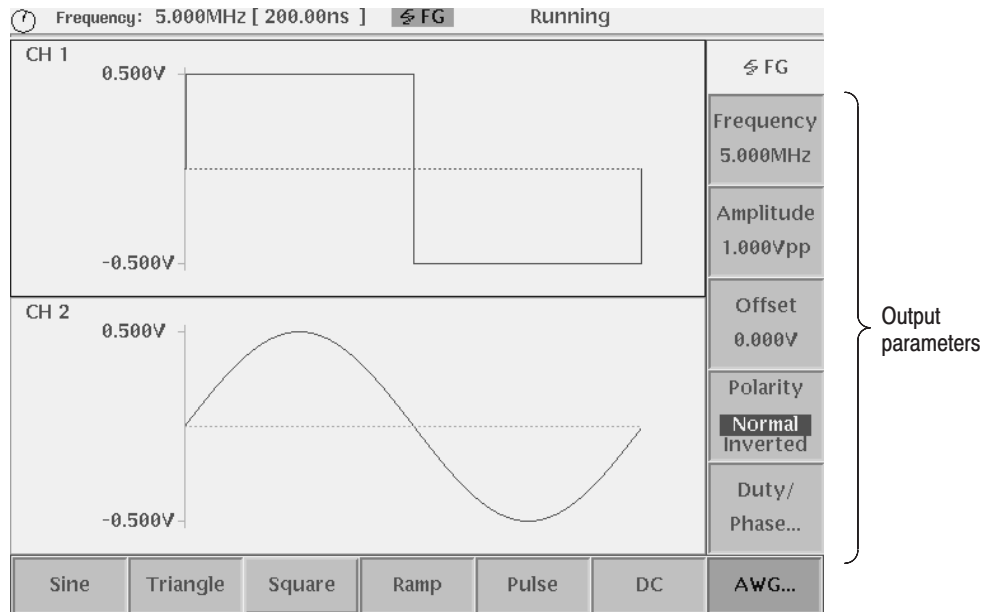 Frequency: 5.000MHz [ 200.00ns ] FG Running
CH 1
0.500V
-0.500V
CH 2
0.500V
-0.500V
FG
Frequency
5.000MHz
Amplitude
1.000Vpp
Offset
0.000V
Polarity
Normal
Inverted
Duty/
Phase...
Output
parameters
Sine Triangle Square Ramp Pulse DC AWG...